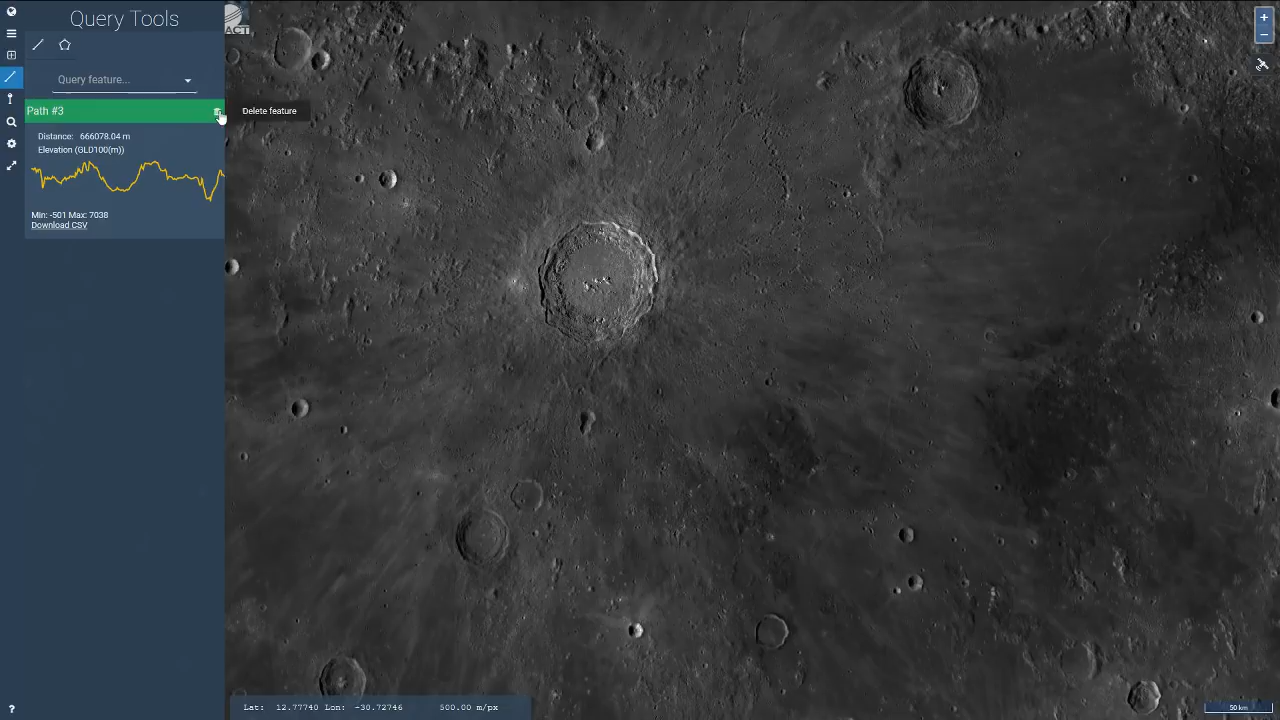 Query Tools
ACT
Query feature...
Path #3
Delete feature
Distance: 666078.04 m
Elevation (GLD100(m))
Min: -501 Max: 7038
Download CSV
Lat: 12.77740 Lon: -30.72746 500.00 m/px
50 km
+
−
?